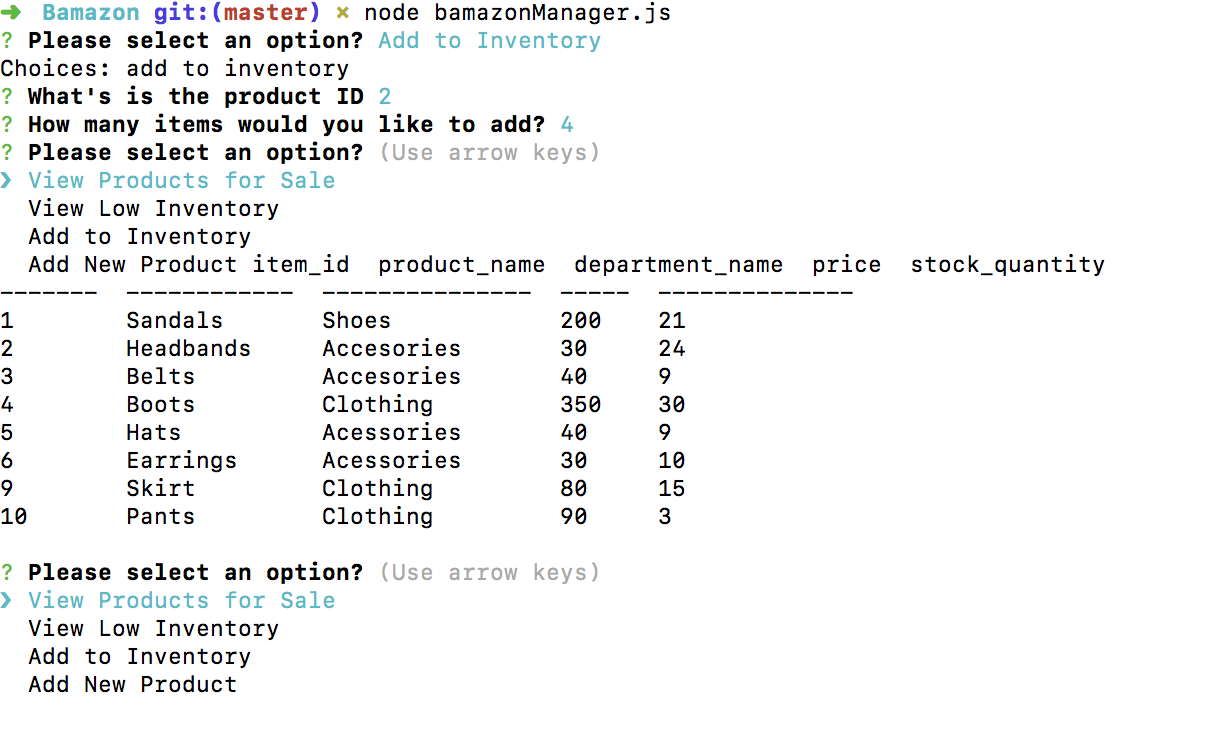 ➜ Bamazon git:(master) × node bamazonManager.js
? Please select an option? Add to Inventory
Choices: add to inventory
? What's is the product ID 2
? How many items would you like to add? 4
? Please select an option? (Use arrow keys)
❯ View Products for Sale
  View Low Inventory
  Add to Inventory
  Add New Product item_id  product_name  department_name  price  stock_quantity
-------  ------------  ---------------  -----  --------------
1        Sandals       Shoes            200    21
2        Headbands     Accesories       30     24
3        Belts         Accesories       40     9
4        Boots         Clothing         350    30
5        Hats          Acessories       40     9
6        Earrings      Acessories       30     10
9        Skirt         Clothing         80     15
10       Pants         Clothing         90     3
? Please select an option? (Use arrow keys)
❯ View Products for Sale
  View Low Inventory
  Add to Inventory
  Add New Product